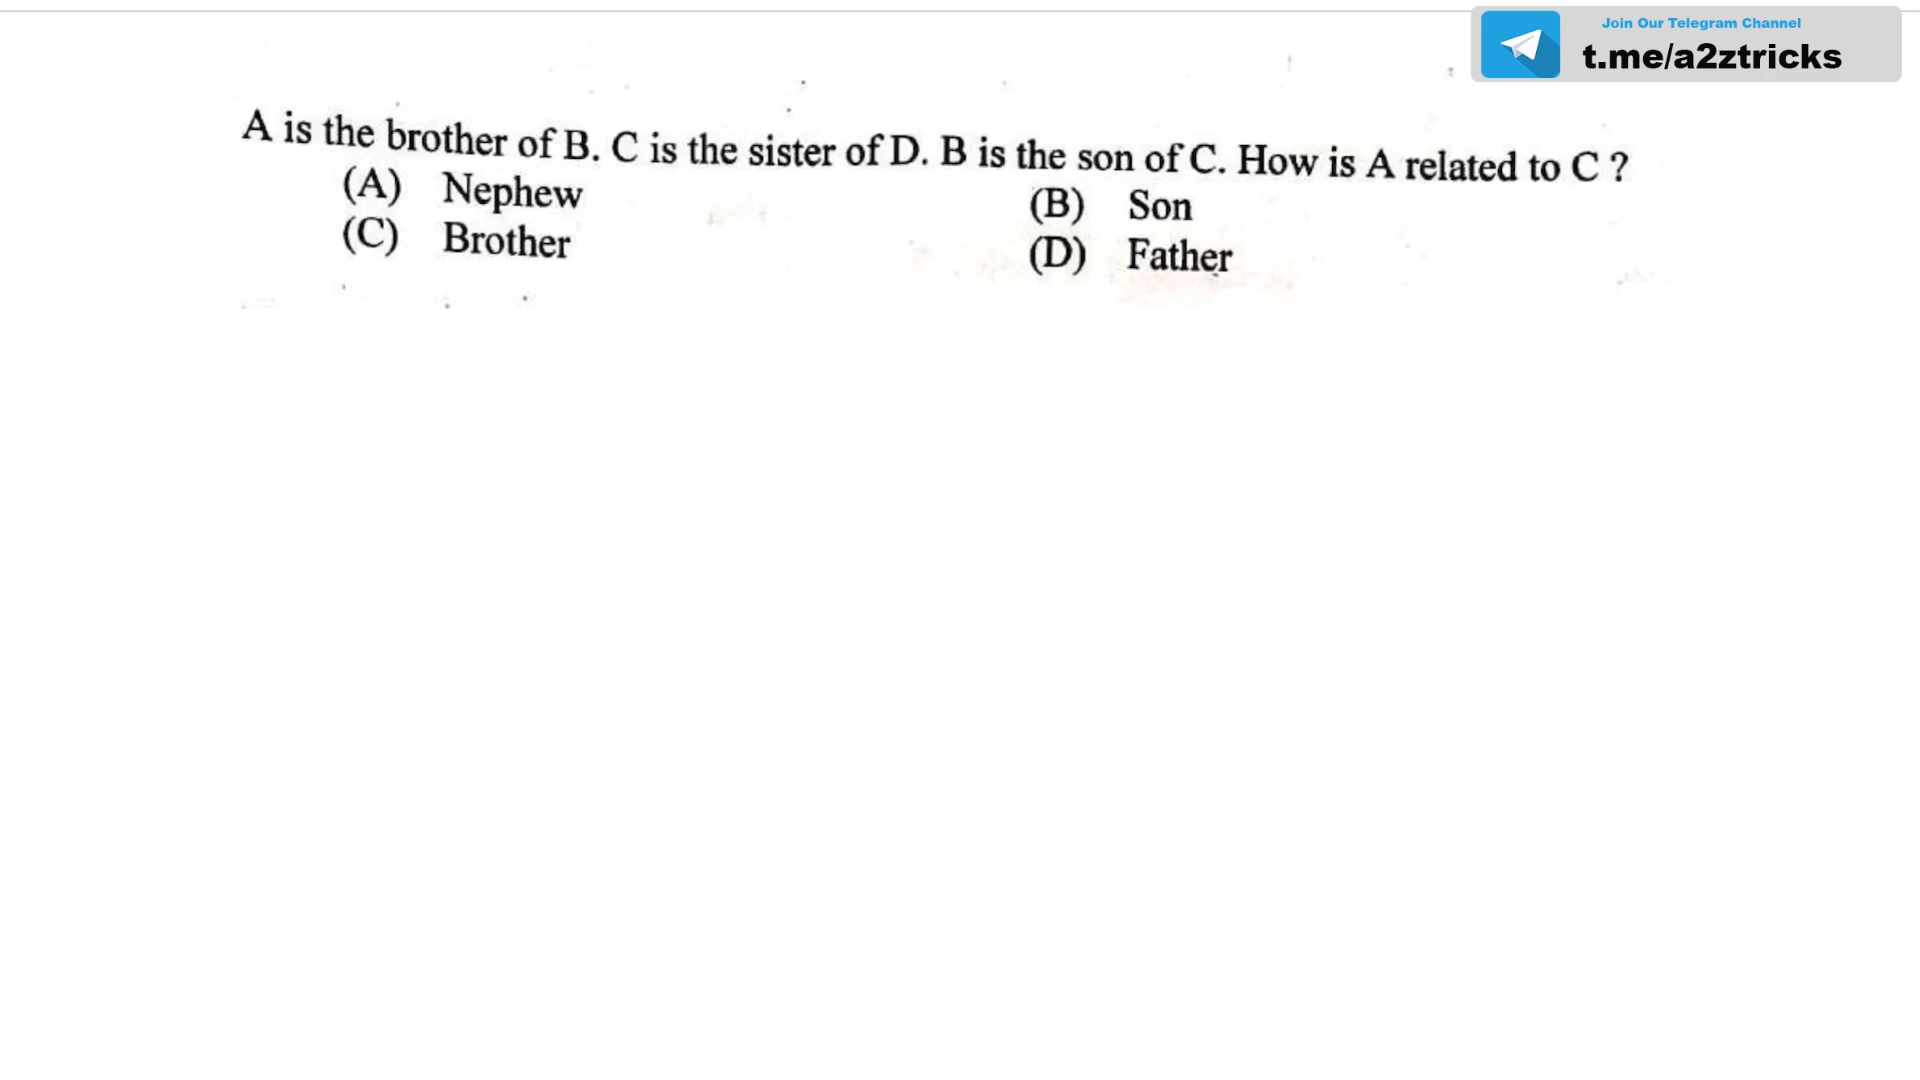 Join Our Telegram Channel
t.me/a2ztricks
A is the brother of B. C is the sister of D. B is the son of C. How is A related to C ?
(A) Nephew (B) Son
(C) Brother (D) Father